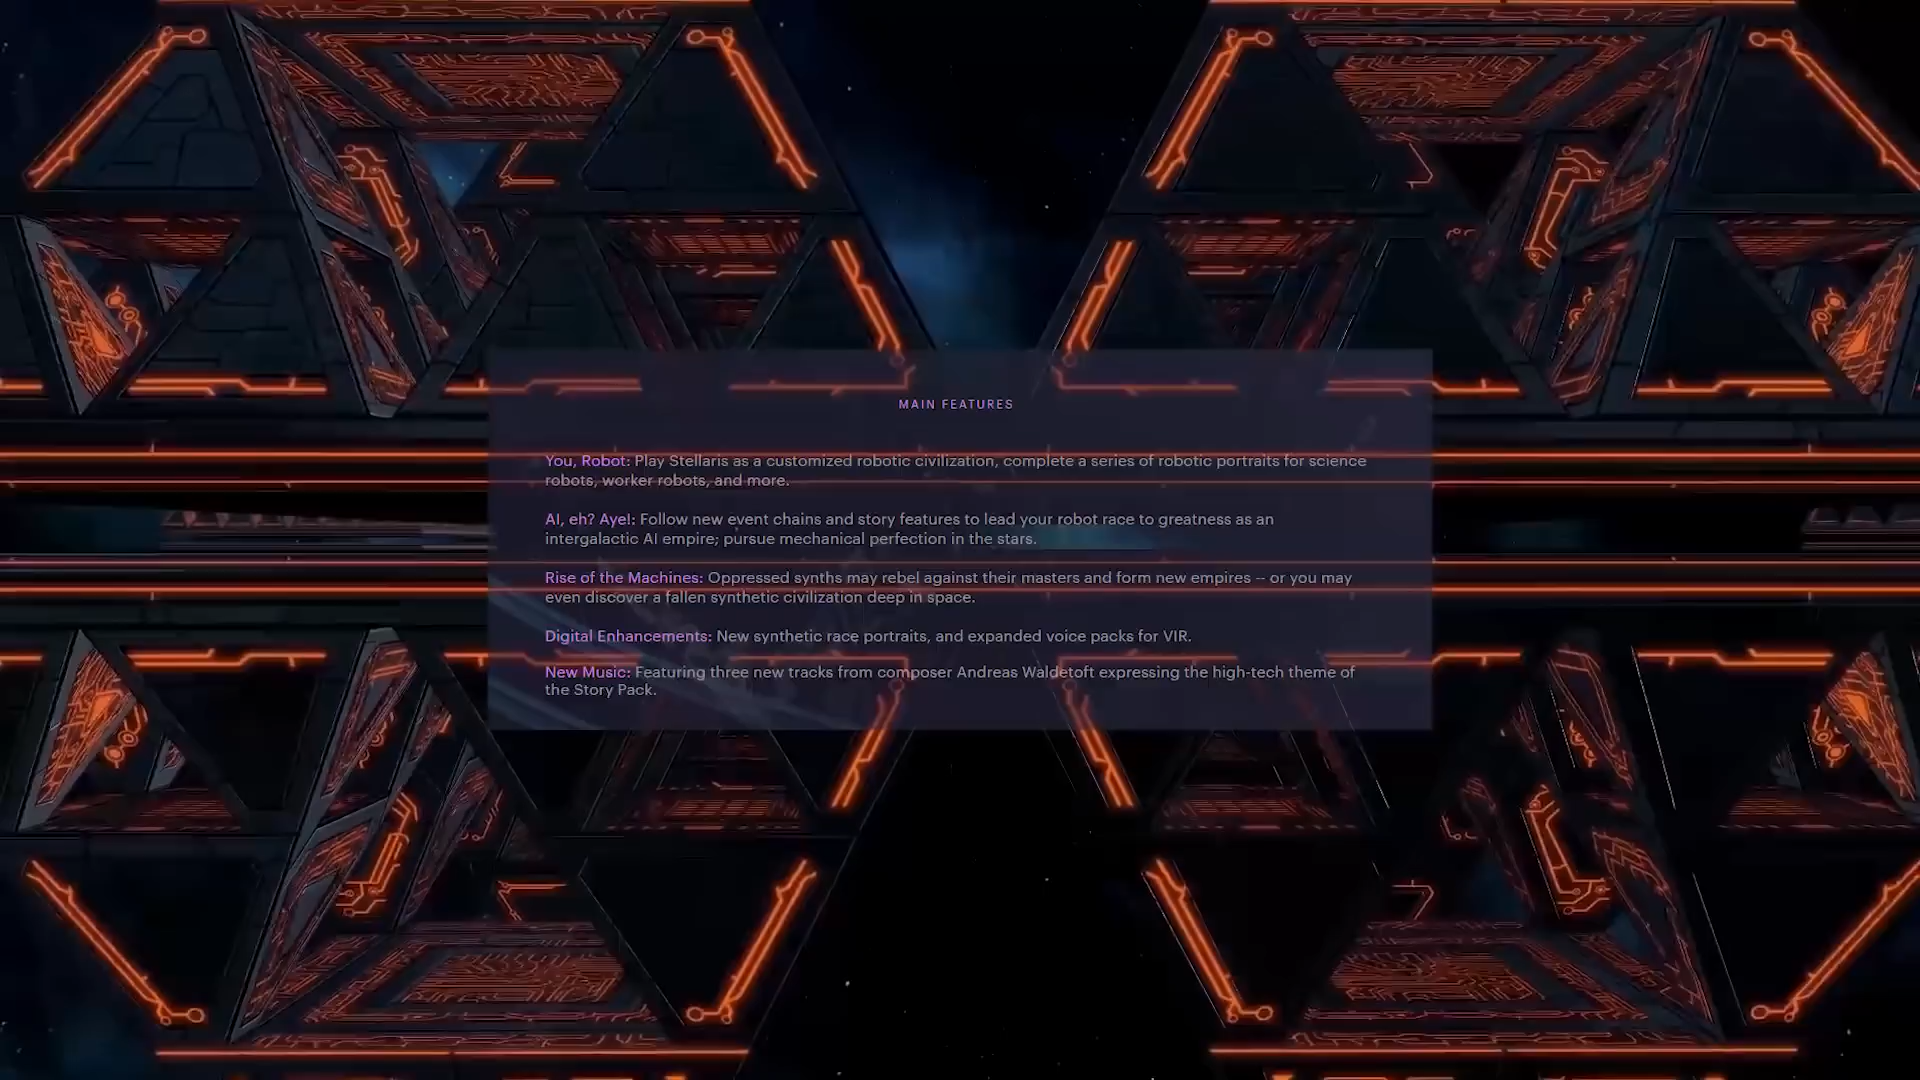 MAIN FEATURES
You, Robot: Play Stellaris as a customized robotic civilization, complete a series of robotic portraits for science
robots, worker robots, and more.
AI, eh? Aye!: Follow new event chains and story features to lead your robot race to greatness as an
intergalactic AI empire; pursue mechanical perfection in the stars.
Rise of the Machines: Oppressed synths may rebel against their masters and form new empires -- or you may
even discover a fallen synthetic civilization deep in space.
Digital Enhancements: New synthetic race portraits, and expanded voice packs for VIR.
New Music: Featuring three new tracks from composer Andreas Waldetoft expressing the high-tech theme of
the Story Pack.